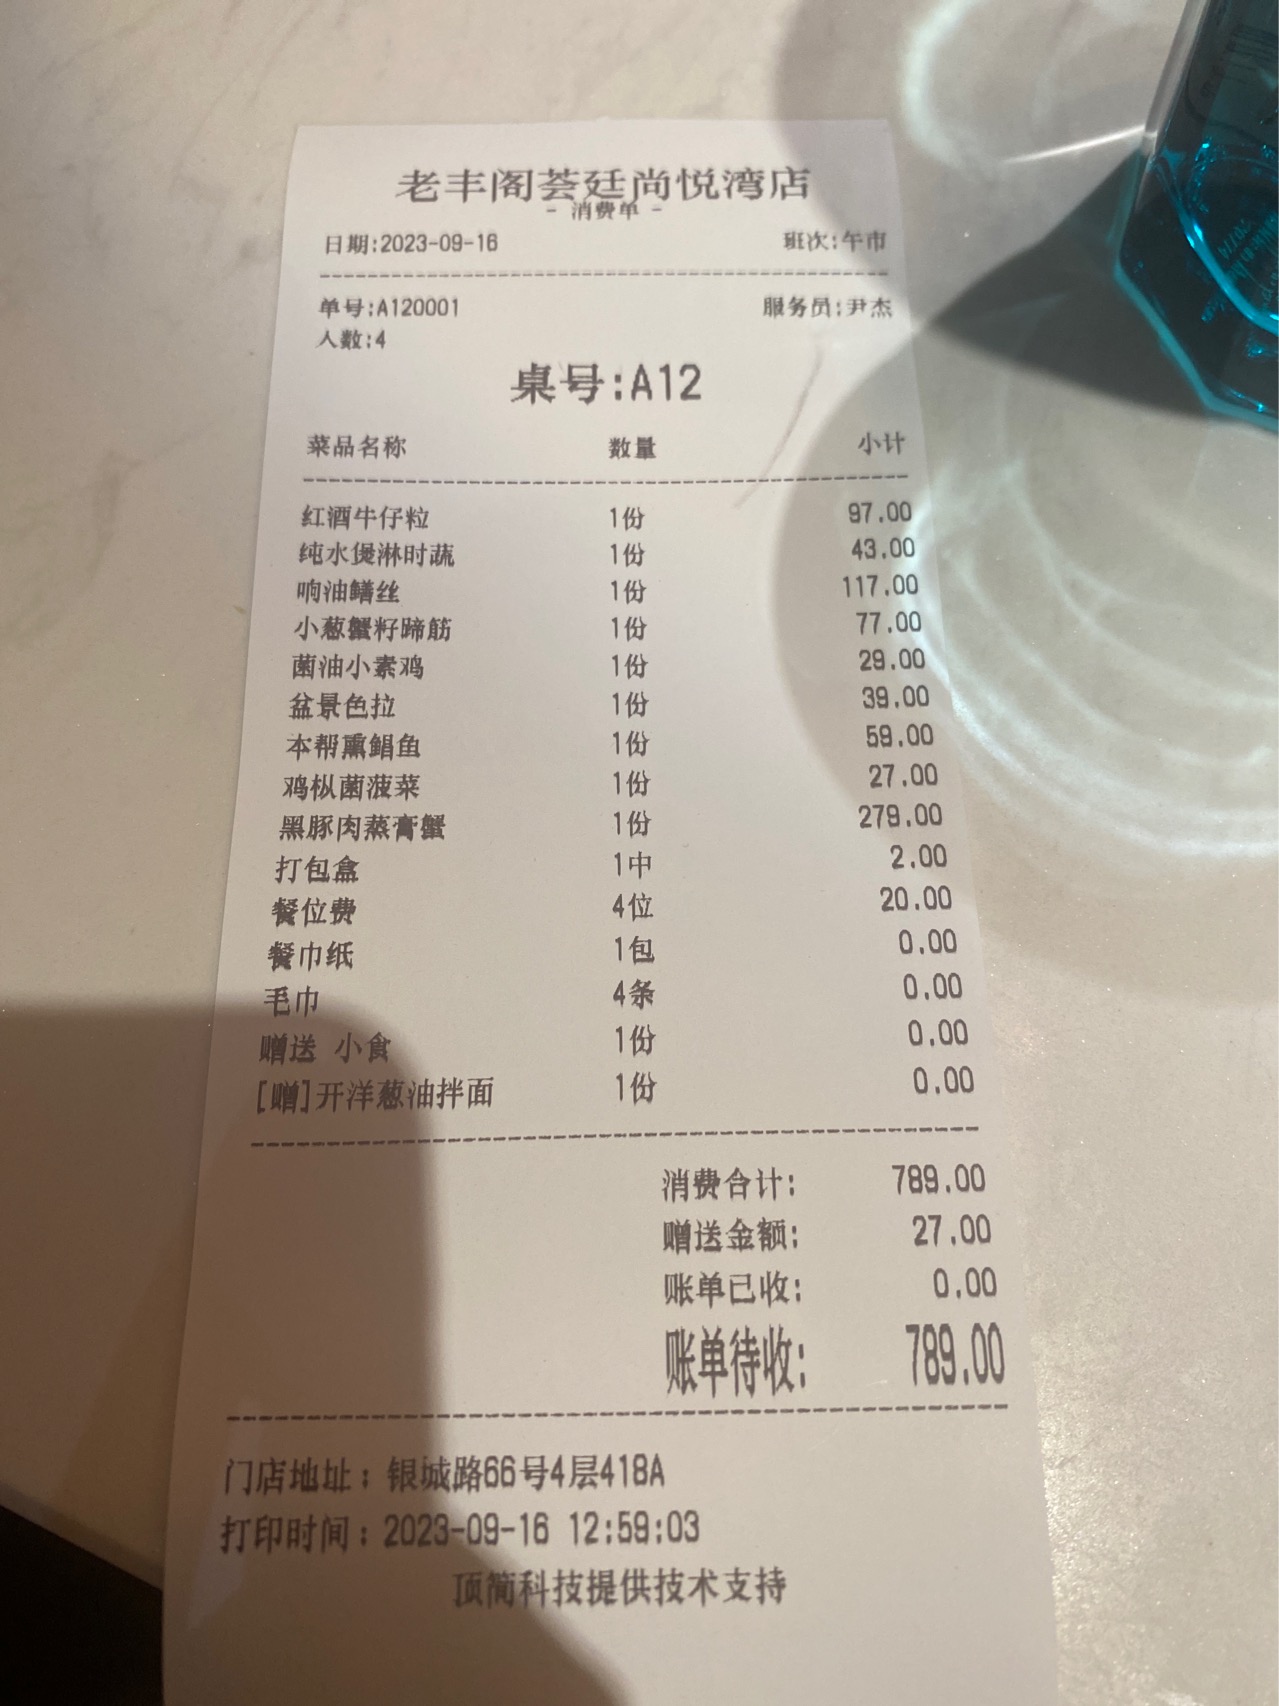 老丰阁荟廷尚悦湾店
- 消费单 -
日期:2023-09-16 班次:午市
单号:A120001 服务员:尹杰
人数:4
桌号:A12
菜品名称 数量 小计
红酒牛仔粒 1份 97.00
纯水煲淋时蔬 1份 43.00
响油鳝丝 1份 117.00
小葱蟹籽蹄筋 1份 77.00
菌油小素鸡 1份 29.00
盆景色拉 1份 39.00
本帮熏鲳鱼 1份 59.00
鸡枞菌菠菜 1份 27.00
黑豚肉蒸膏蟹 1份 279.00
打包盒 1中 2.00
餐位费 4位 20.00
餐巾纸 1包 0.00
毛巾 4条 0.00
赠送 小食 1份 0.00
[赠]开洋葱油拌面 1份 0.00
消费合计: 789.00
赠送金额: 27.00
账单已收: 0.00
账单待收: 789.00
门店地址：银城路66号4层418A
打印时间：2023-09-16 12:59:03
顶简科技提供技术支持